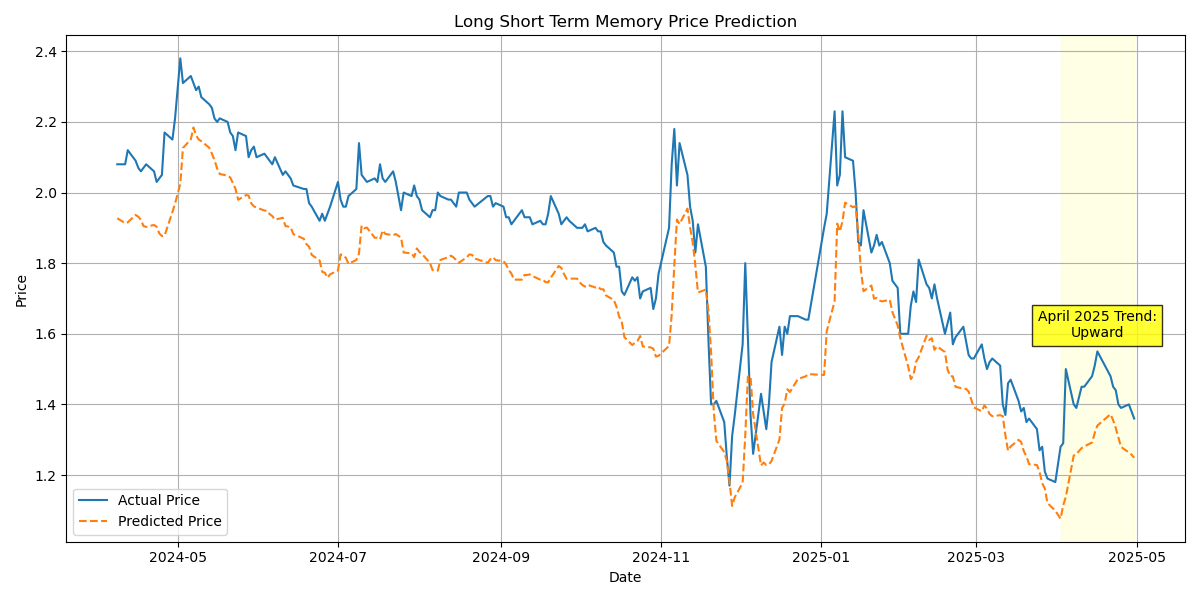 Long Short Term Memory Price Prediction
2.4
2.2
2.0
1.8
1.6
1.4
1.2
Price
April 2025 Trend:
Upward
Actual Price
Predicted Price
2024-05
2024-07
2024-09
2024-11
2025-01
2025-03
2025-05
Date